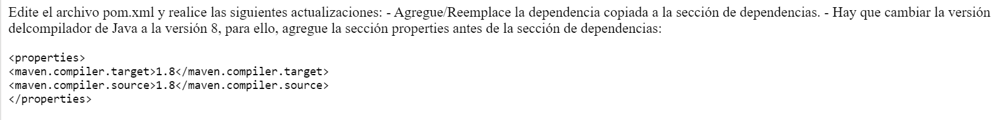 Edite el archivo pom.xml y realice las siguientes actualizaciones: - Agregue/Reemplace la dependencia copiada a la sección de dependencias. - Hay que cambiar la versión
delcompilador de Java a la versión 8, para ello, agregue la sección properties antes de la sección de dependencias:
<properties>
<maven.compiler.target>1.8</maven.compiler.target>
<maven.compiler.source>1.8</maven.compiler.source>
</properties>